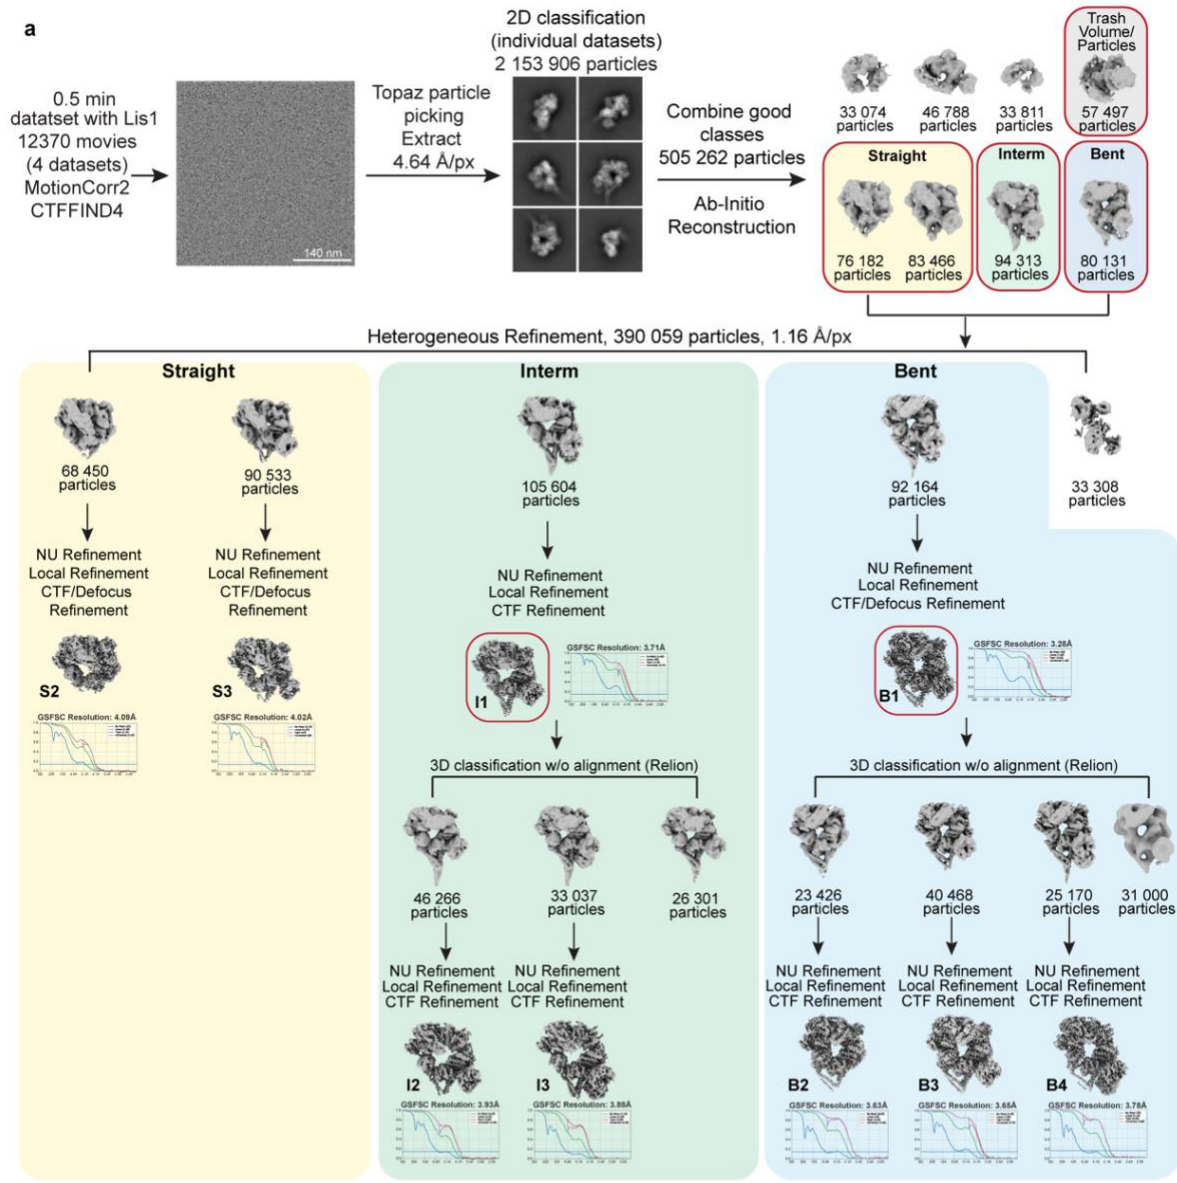 a
0.5 min
datatset with Lis1
12370 movies
(4 datasets)
MotionCorr2
CTFFIND4
140 nm
Topaz particle
picking
Extract
4.64 Å/px
2D classification
(individual datasets)
2 153 906 particles
Combine good
classes
505 262 particles
Ab-Initio
Reconstruction
33 074
particles
46 788
particles
33 811
particles
Trash
Volume/
Particles
57 497
particles
Straight
76 182
particles
83 466
particles
Interm
94 313
particles
Bent
80 131
particles
Heterogeneous Refinement, 390 059 particles, 1.16 Å/px
Straight
68 450
particles
90 533
particles
NU Refinement
Local Refinement
CTF/Defocus
Refinement
NU Refinement
Local Refinement
CTF/Defocus
Refinement
S2
S3
GSFSC Resolution: 4.09Å
GSFSC Resolution: 4.02Å
Interm
105 604
particles
NU Refinement
Local Refinement
CTF Refinement
I1
GSFSC Resolution: 3.71Å
3D classification w/o alignment (Relion)
46 266
particles
33 037
particles
26 301
particles
NU Refinement
Local Refinement
CTF Refinement
NU Refinement
Local Refinement
CTF Refinement
I2
I3
GSFSC Resolution: 3.93Å
GSFSC Resolution: 3.88Å
Bent
92 164
particles
33 308
particles
NU Refinement
Local Refinement
CTF/Defocus Refinement
B1
GSFSC Resolution: 3.28Å
3D classification w/o alignment (Relion)
23 426
particles
40 468
particles
25 170
particles
31 000
particles
NU Refinement
Local Refinement
CTF Refinement
NU Refinement
Local Refinement
CTF Refinement
NU Refinement
Local Refinement
CTF Refinement
B2
B3
B4
GSFSC Resolution: 3.63Å
GSFSC Resolution: 3.65Å
GSFSC Resolution: 3.78Å